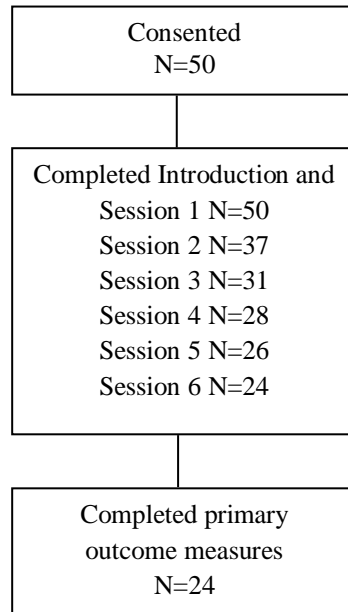 Consented
N=50
Completed Introduction and
Session 1 N=50
Session 2 N=37
Session 3 N=31
Session 4 N=28
Session 5 N=26
Session 6 N=24
Completed primary
outcome measures
N=24